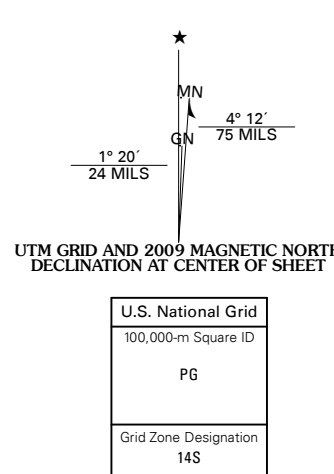 ★
MN
4° 12´
75 MILS
GN
1° 20´
24 MILS
UTM GRID AND 2009 MAGNETIC NORTH
DECLINATION AT CENTER OF SHEET
U.S. National Grid
100,000-m Square ID
PG
Grid Zone Designation
14S